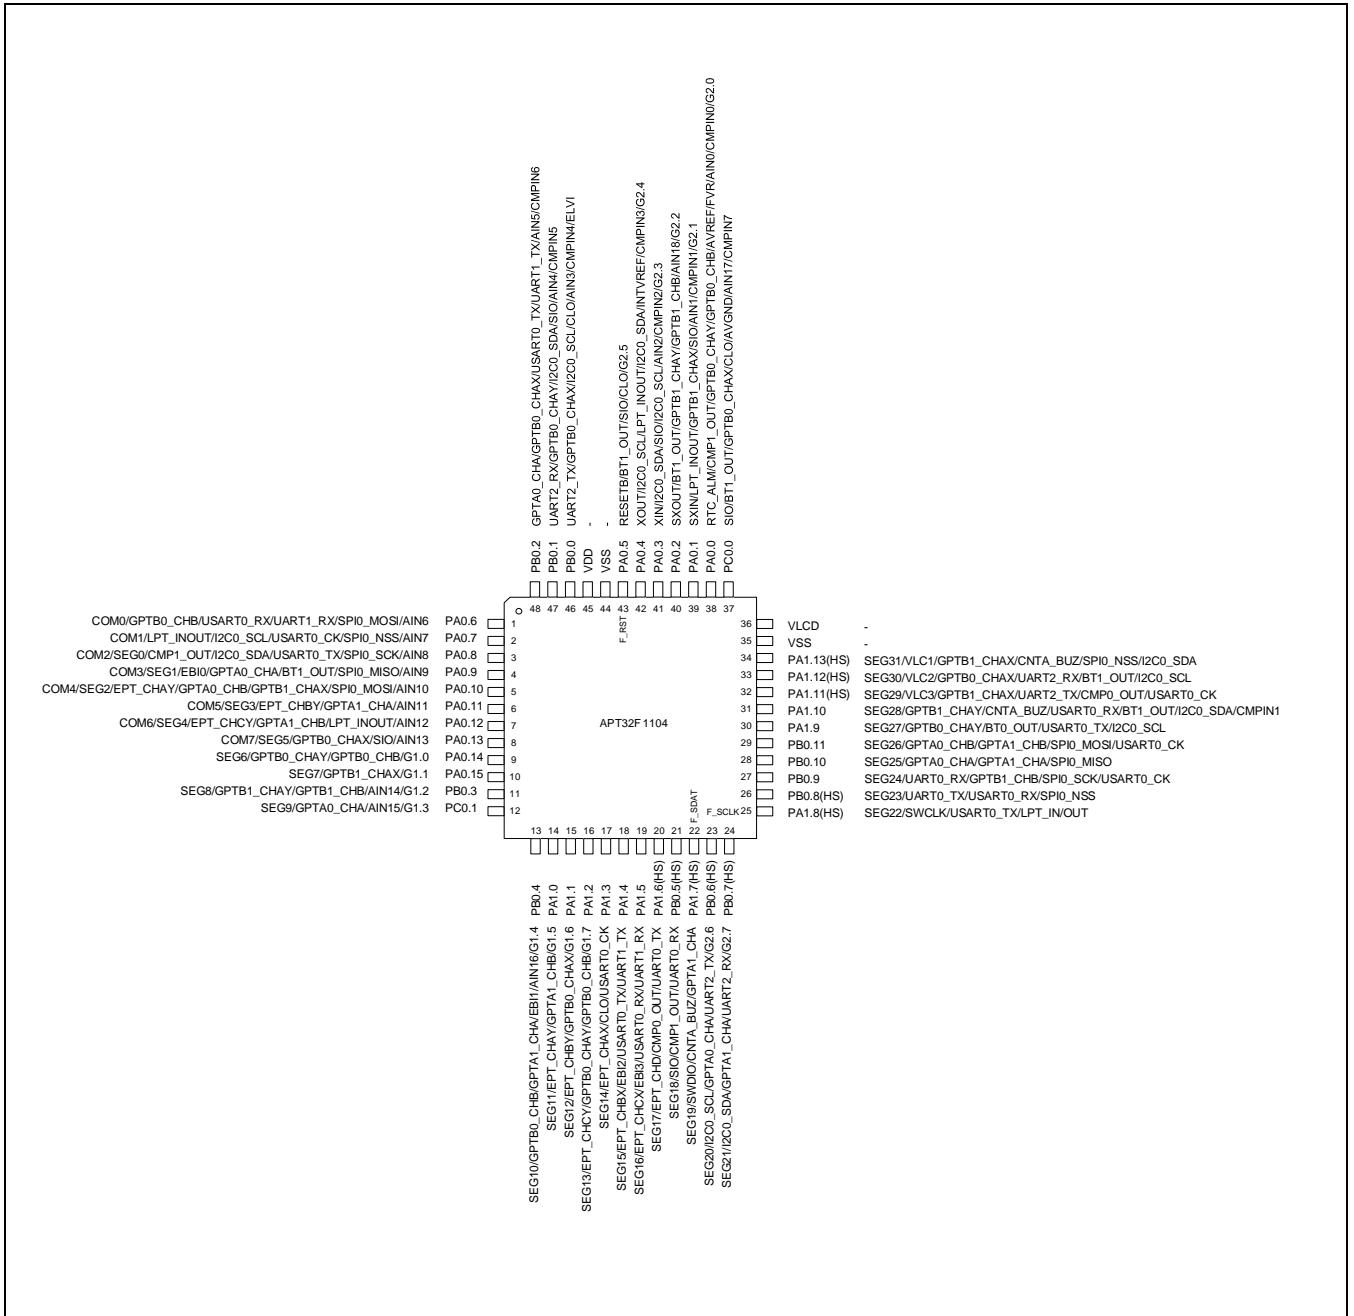 GPTA0_CHA/GPTB0_CHAX/USART0_TX/UART1_TX/AIN5/CMPIN6
UART2_RX/GPTB0_CHAY/I2C0_SDA/SIO/AIN4/CMPIN5
UART2_TX/GPTB0_CHAX/I2C0_SCL/CLO/AIN3/CMPIN4/ELVI
-
-
RESETB/BT1_OUT/SIO/CLO/G2.5
XOUT/I2C0_SCL/LPT_INOUT/I2C0_SDA/INTVREF/CMPIN3/G2.4
XIN/I2C0_SDA/SIO/I2C0_SCL/AIN2/CMPIN2/G2.3
SXOUT/BT1_OUT/GPTB1_CHAY/GPTB1_CHB/AIN18/G2.2
SXIN/LPT_INOUT/GPTB1_CHAX/SIO/AIN1/CMPIN1/G2.1
RTC_ALM/CMP1_OUT/GPTB0_CHAY/GPTB0_CHB/AVREF/FVR/AIN0/CMPIN0/G2.0
SIO/BT1_OUT/GPTB0_CHAX/CLO/AVGND/AIN17/CMPIN7
PB0.2
PB0.1
PB0.0
VDD
VSS
PA0.5
PA0.4
PA0.3
PA0.2
PA0.1
PA0.0
PC0.0
48 47 46 45 44 43 42 41 40 39 38 37
F_RST
COM0/GPTB0_CHB/USART0_RX/UART1_RX/SPI0_MOSI/AIN6 PA0.6 1
COM1/LPT_INOUT/I2C0_SCL/USART0_CK/SPI0_NSS/AIN7 PA0.7 2
COM2/SEG0/CMP1_OUT/I2C0_SDA/USART0_TX/SPI0_SCK/AIN8 PA0.8 3
COM3/SEG1/EBI0/GPTA0_CHA/BT1_OUT/SPI0_MISO/AIN9 PA0.9 4
COM4/SEG2/EPT_CHAY/GPTA0_CHB/GPTB1_CHAX/SPI0_MOSI/AIN10 PA0.10 5
COM5/SEG3/EPT_CHBY/GPTA1_CHA/AIN11 PA0.11 6
COM6/SEG4/EPT_CHCY/GPTA1_CHB/LPT_INOUT/AIN12 PA0.12 7
COM7/SEG5/GPTB0_CHAX/SIO/AIN13 PA0.13 8
SEG6/GPTB0_CHAY/GPTB0_CHB/G1.0 PA0.14 9
SEG7/GPTB1_CHAX/G1.1 PA0.15 10
SEG8/GPTB1_CHAY/GPTB1_CHB/AIN14/G1.2 PB0.3 11
SEG9/GPTA0_CHA/AIN15/G1.3 PC0.1 12
APT32F1104
36 VLCD -
35 VSS -
34 PA1.13(HS) SEG31/VLC1/GPTB1_CHAX/CNTA_BUZ/SPI0_NSS/I2C0_SDA
33 PA1.12(HS) SEG30/VLC2/GPTB0_CHAX/UART2_RX/BT1_OUT/I2C0_SCL
32 PA1.11(HS) SEG29/VLC3/GPTB1_CHAX/UART2_TX/CMP0_OUT/USART0_CK
31 PA1.10 SEG28/GPTB1_CHAY/CNTA_BUZ/USART0_RX/BT1_OUT/I2C0_SDA/CMPIN1
30 PA1.9 SEG27/GPTB0_CHAY/BT0_OUT/USART0_TX/I2C0_SCL
29 PB0.11 SEG26/GPTA0_CHB/GPTA1_CHB/SPI0_MOSI/USART0_CK
28 PB0.10 SEG25/GPTA0_CHA/GPTA1_CHA/SPI0_MISO
27 PB0.9 SEG24/UART0_RX/GPTB1_CHB/SPI0_SCK/USART0_CK
26 PB0.8(HS) SEG23/UART0_TX/USART0_RX/SPI0_NSS
F_SCLK 25 PA1.8(HS) SEG22/SWCLK/USART0_TX/LPT_IN/OUT
F_SDAT
13 14 15 16 17 18 19 20 21 22 23 24
PB0.4
PA1.0
PA1.1
PA1.2
PA1.3
PA1.4
PA1.5
PA1.6(HS)
PB0.5(HS)
PA1.7(HS)
PB0.6(HS)
PB0.7(HS)
SEG10/GPTB0_CHB/GPTA1_CHA/EBI1/AIN16/G1.4
SEG11/EPT_CHAY/GPTA1_CHB/G1.5
SEG12/EPT_CHBY/GPTB0_CHAX/G1.6
SEG13/EPT_CHCY/GPTB0_CHAY/GPTB0_CHB/G1.7
SEG14/EPT_CHAX/CLO/USART0_CK
SEG15/EPT_CHBX/EBI2/USART0_TX/UART1_TX
SEG16/EPT_CHCX/EBI3/USART0_RX/UART1_RX
SEG17/EPT_CHD/CMP0_OUT/UART0_TX
SEG18/SIO/CMP1_OUT/UART0_RX
SEG19/SWDIO/CNTA_BUZ/GPTA1_CHA
SEG20/I2C0_SCL/GPTA0_CHA/UART2_TX/G2.6
SEG21/I2C0_SDA/GPTA1_CHA/UART2_RX/G2.7